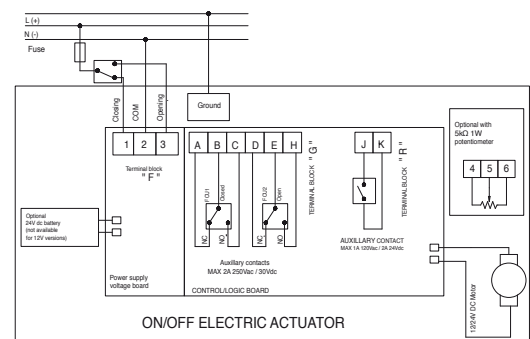 L (+)
N (-)
Fuse
Closing
COM
Opening
Ground
1 2 3
Terminal block
" F "
A B C D E H
FCU1
Closed
NC
NO
FCU2
Open
NC
NO
TERMINAL BLOCK " G "
Auxillary contacts
MAX 2A 250Vac / 30Vdc
J K
TERMINAL BLOCK " R "
AUXILLARY CONTACT
MAX 1A 120Vac / 2A 24Vdc
Optional with
5kΩ 1W
potentiometer
4 5 6
Optional
24V dc battery
(not available
for 12V versions)
Power supply
voltage board
CONTROL/LOGIC BOARD
12/24V DC Motor
ON/OFF ELECTRIC ACTUATOR